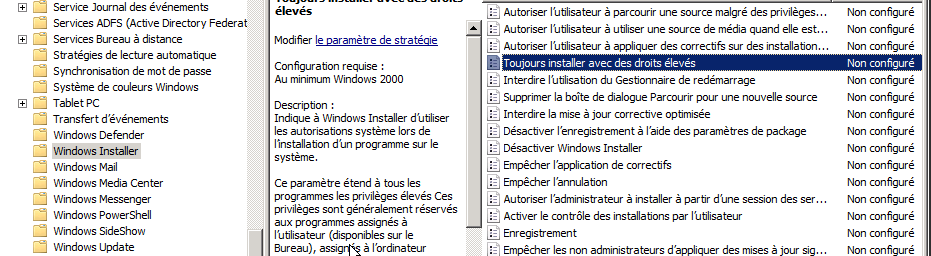 Service Journal des événements
Services ADFS (Active Directory Federat
Services Bureau à distance
Stratégies de lecture automatique
Synchronisation de mot de passe
Système de couleurs Windows
Tablet PC
Transfert d'événements
Windows Defender
Windows Installer
Windows Mail
Windows Media Center
Windows Messenger
Windows PowerShell
Windows SideShow
Windows Update
Toujours installer avec des droits
élevés
Modifier le paramètre de stratégie
Configuration requise :
Au minimum Windows 2000
Description :
Indique à Windows Installer d'utiliser
les autorisations système lors de
l'installation d'un programme sur le
système.
Ce paramètre étend à tous les
programmes les privilèges élevés Ces
privilèges sont généralement réservés
aux programmes assignés à
l'utilisateur (disponibles sur le
Bureau), assignés à l'ordinateur
Autoriser l'utilisateur à parcourir une source malgré des privilèges... Non configuré
Autoriser l'utilisateur à utiliser une source de média quand elle est... Non configuré
Autoriser l'utilisateur à appliquer des correctifs sur des installation... Non configuré
Toujours installer avec des droits élevés Non configuré
Interdire l'utilisation du Gestionnaire de redémarrage Non configuré
Supprimer la boîte de dialogue Parcourir pour une nouvelle source Non configuré
Interdire la mise à jour corrective optimisée Non configuré
Désactiver l'enregistrement à l'aide des paramètres de package Non configuré
Désactiver Windows Installer Non configuré
Empêcher l'application de correctifs Non configuré
Empêcher l'annulation Non configuré
Autoriser l'administrateur à installer à partir d'une session des ser... Non configuré
Activer le contrôle des installations par l'utilisateur Non configuré
Enregistrement Non configuré
Empêcher les non administrateurs d'appliquer des mises à jour sig... Non configuré